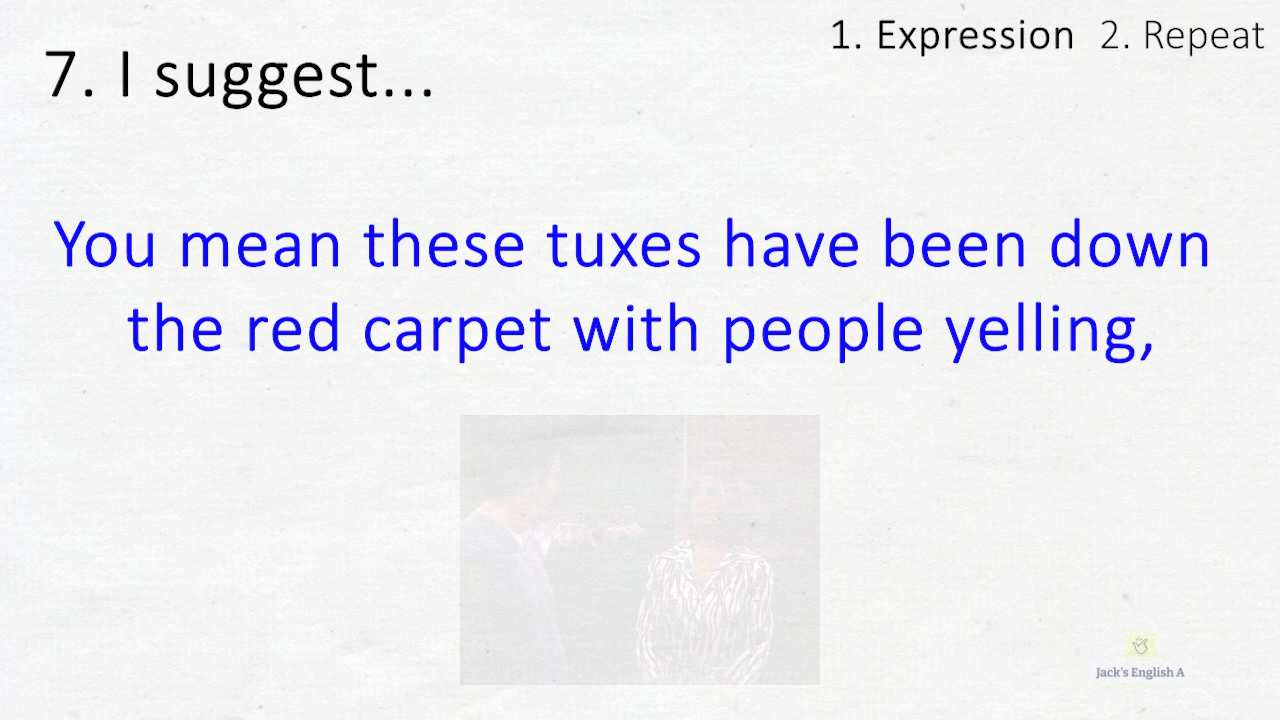 7. I suggest...
1. Expression 2. Repeat
You mean these tuxes have been down
the red carpet with people yelling,
Jack's English A